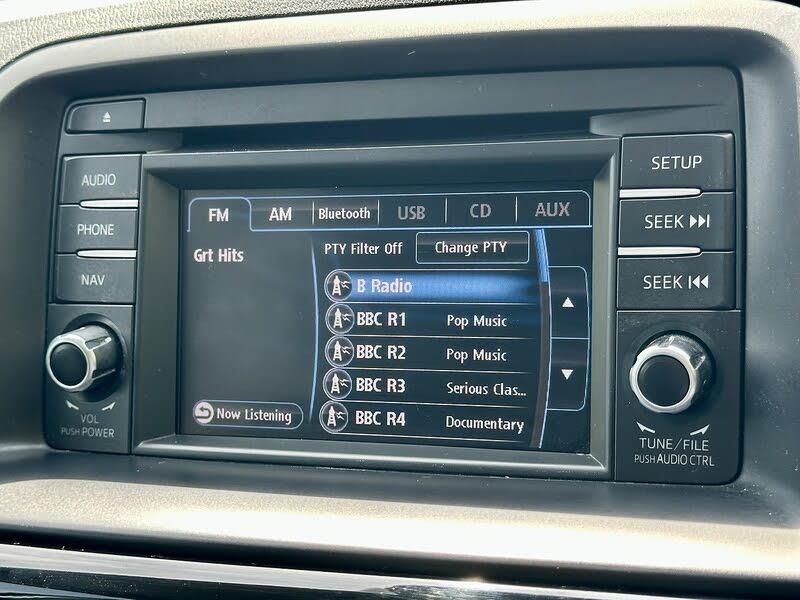 AUDIO
PHONE
NAV
VOL
PUSH POWER
FM AM Bluetooth USB CD AUX
Grt Hits
PTY Filter Off Change PTY
B Radio
BBC R1 Pop Music
BBC R2 Pop Music
BBC R3 Serious Clas...
BBC R4 Documentary
Now Listening
SETUP
SEEK
SEEK
TUNE/FILE
PUSH AUDIO CTRL